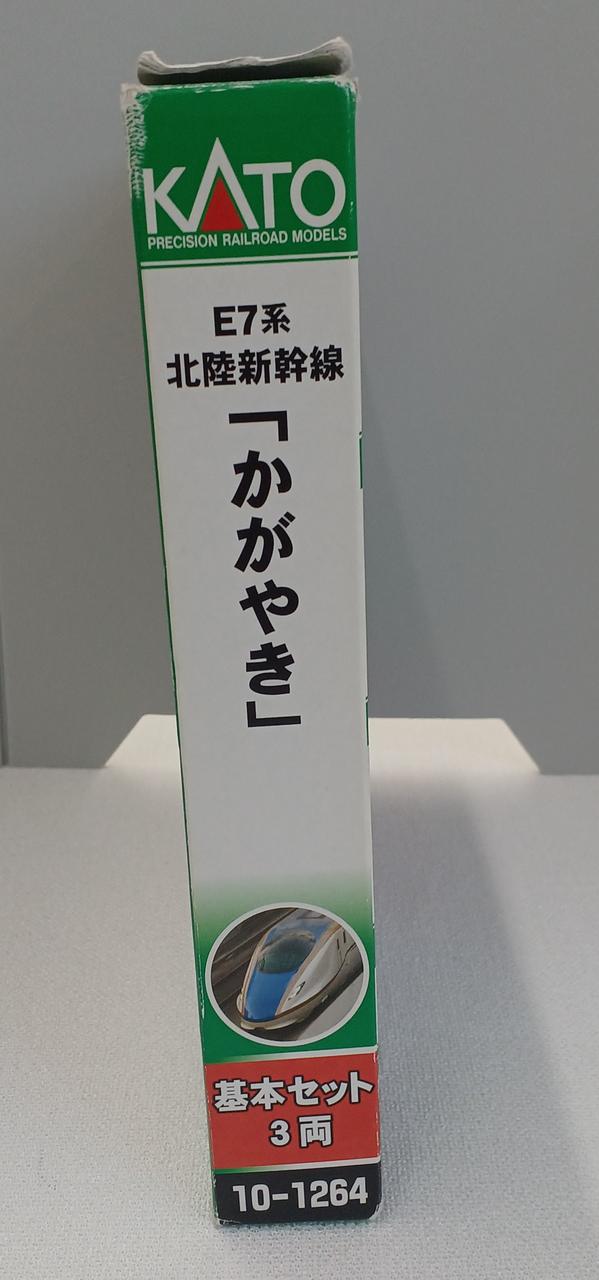 KATO
PRECISION RAILROAD MODELS
E7系
北陸新幹線
「かがやき」
基本セット
3両
10-1264